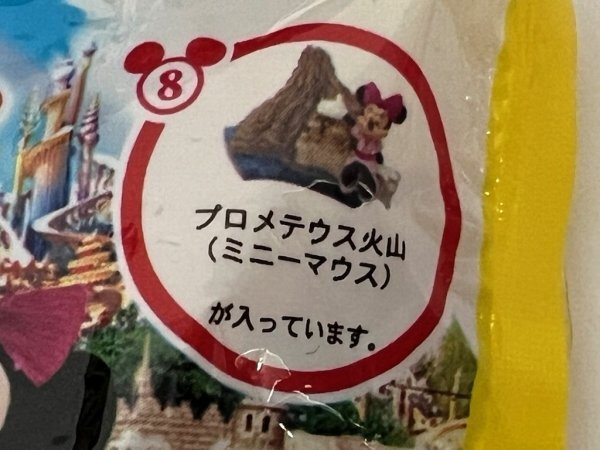 8
プロメテウス火山
(ミニーマウス)
が入っています。